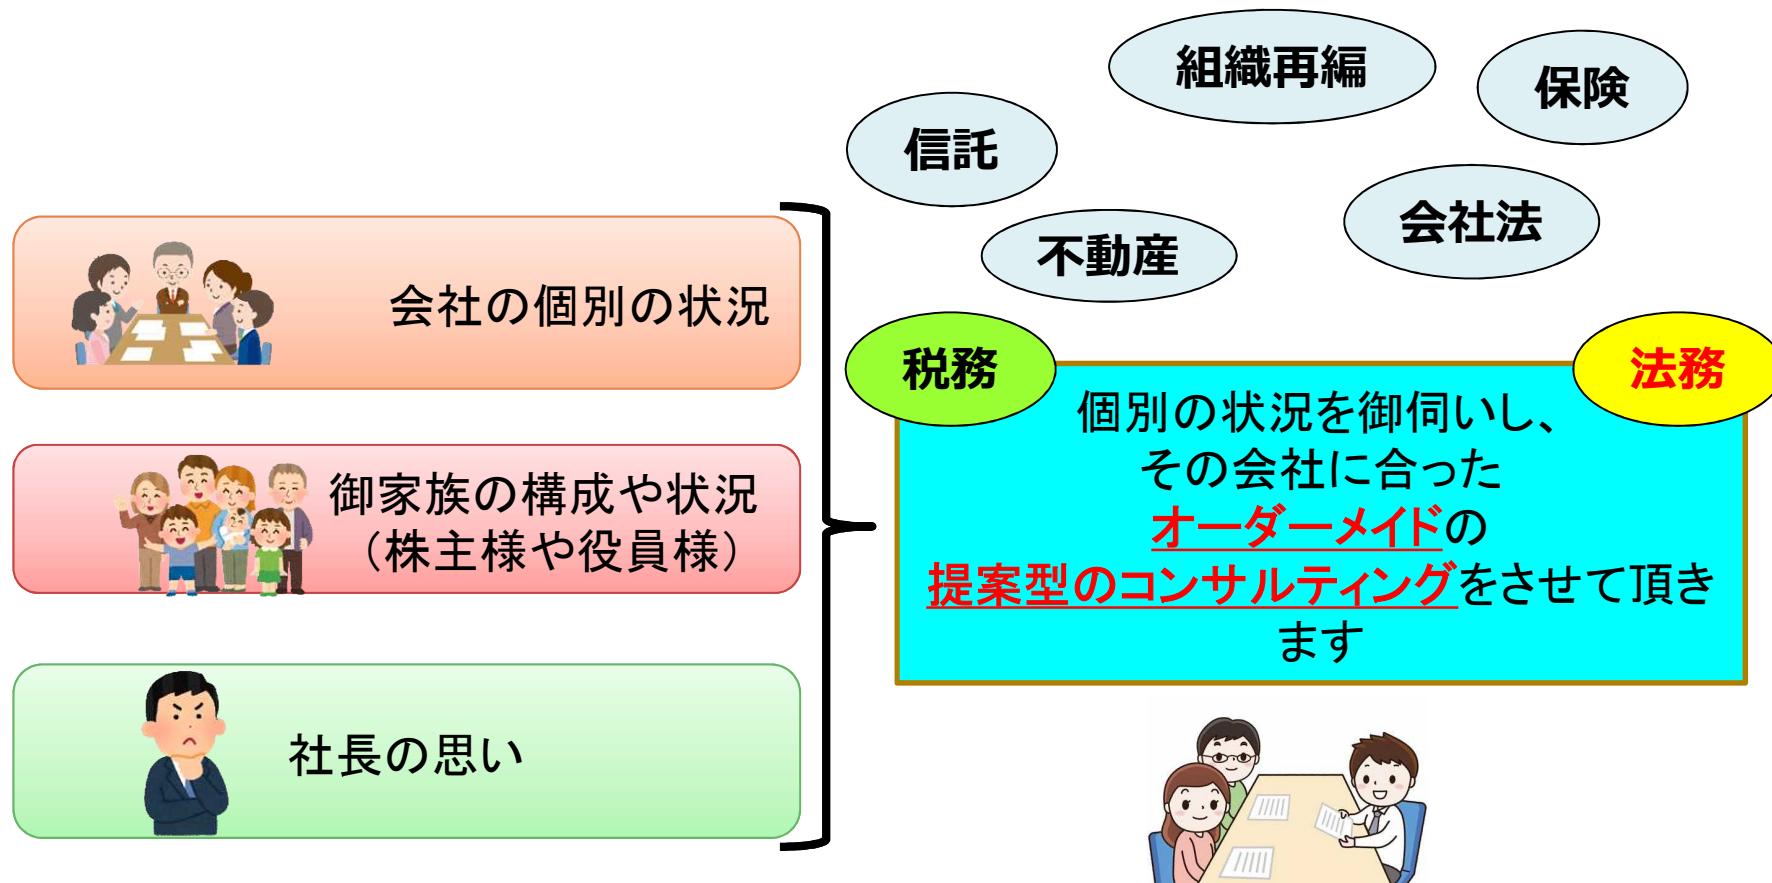 会社の個別の状況
御家族の構成や状況
（株主様や役員様）
社長の思い
組織再編
保険
信託
会社法
不動産
税務
法務
個別の状況を御伺いし、
その会社に合った
オーダーメイドの
提案型のコンサルティングをさせて頂き
ます